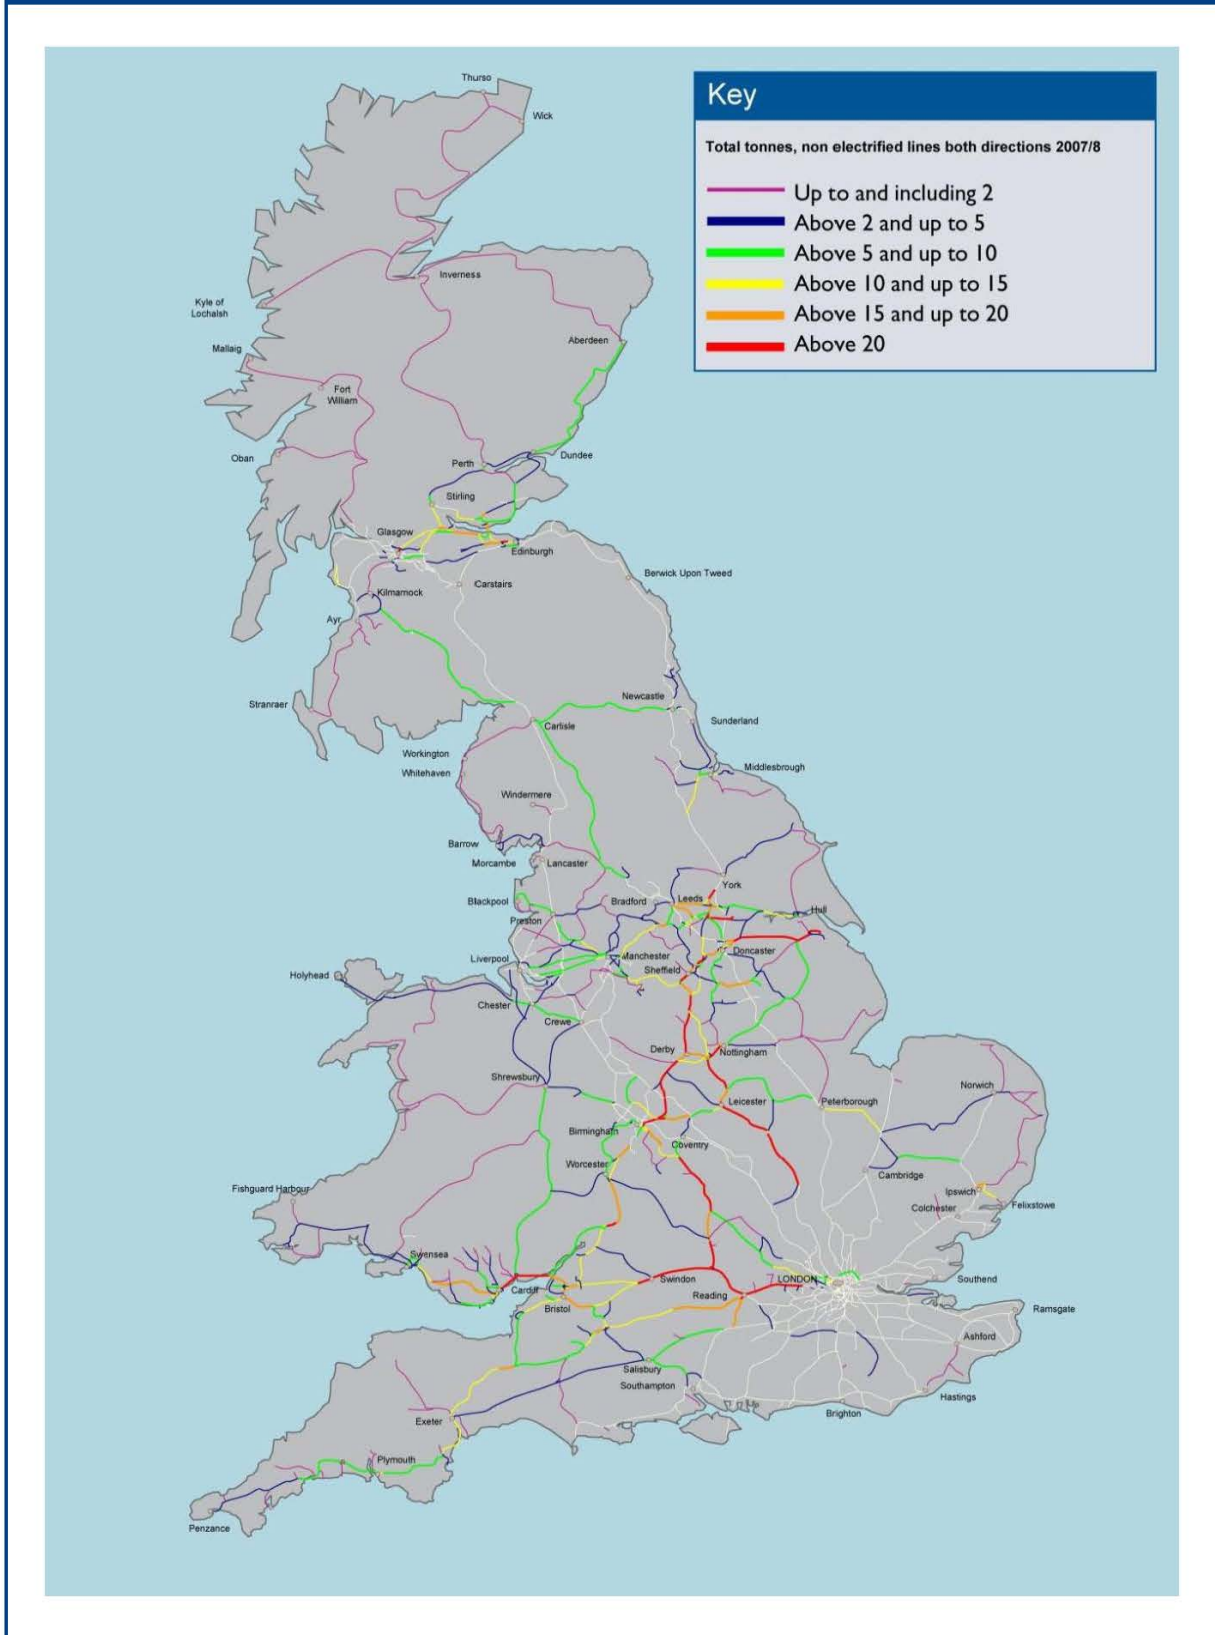 Key
Total tonnes, non electrified lines both directions 2007/8
Up to and including 2
Above 2 and up to 5
Above 5 and up to 10
Above 10 and up to 15
Above 15 and up to 20
Above 20
Thurso
Wick
Inverness
Kyle of
Lochalsh
Aberdeen
Mallaig
Fort
William
Oban
Perth
Dundee
Stirling
Glasgow
Edinburgh
Berwick Upon Tweed
Carstairs
Kilmarnock
Ayr
Newcastle
Stranraer
Sunderland
Carlisle
Workington
Whitehaven
Middlesbrough
Windermere
Barrow
Morcambe
Lancaster
York
Blackpool
Bradford
Leeds
Hull
Preston
Doncaster
Manchester
Liverpool
Sheffield
Holyhead
Chester
Crewe
Derby
Nottingham
Shrewsbury
Norwich
Leicester
Peterborough
Birmingham
Coventry
Worcester
Cambridge
Fishguard Harbour
Ipswich
Colchester
Felixstowe
Swensea
Swindon
LONDON
Southend
Cardiff
Reading
Bristol
Ramsgate
Ashford
Salisbury
Southampton
Hastings
Brighton
Exeter
Plymouth
Penzance